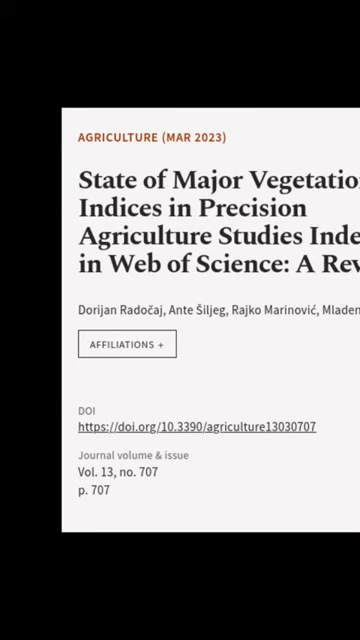 AGRICULTURE (MAR 2023)
State of Major Vegetatio
Indices in Precision
Agriculture Studies Inde
in Web of Science: A Rev
Dorijan Radočaj, Ante Šiljeg, Rajko Marinović, Mladen
AFFILIATIONS +
DOI
https://doi.org/10.3390/agriculture13030707
Journal volume & issue
Vol. 13, no. 707
p. 707